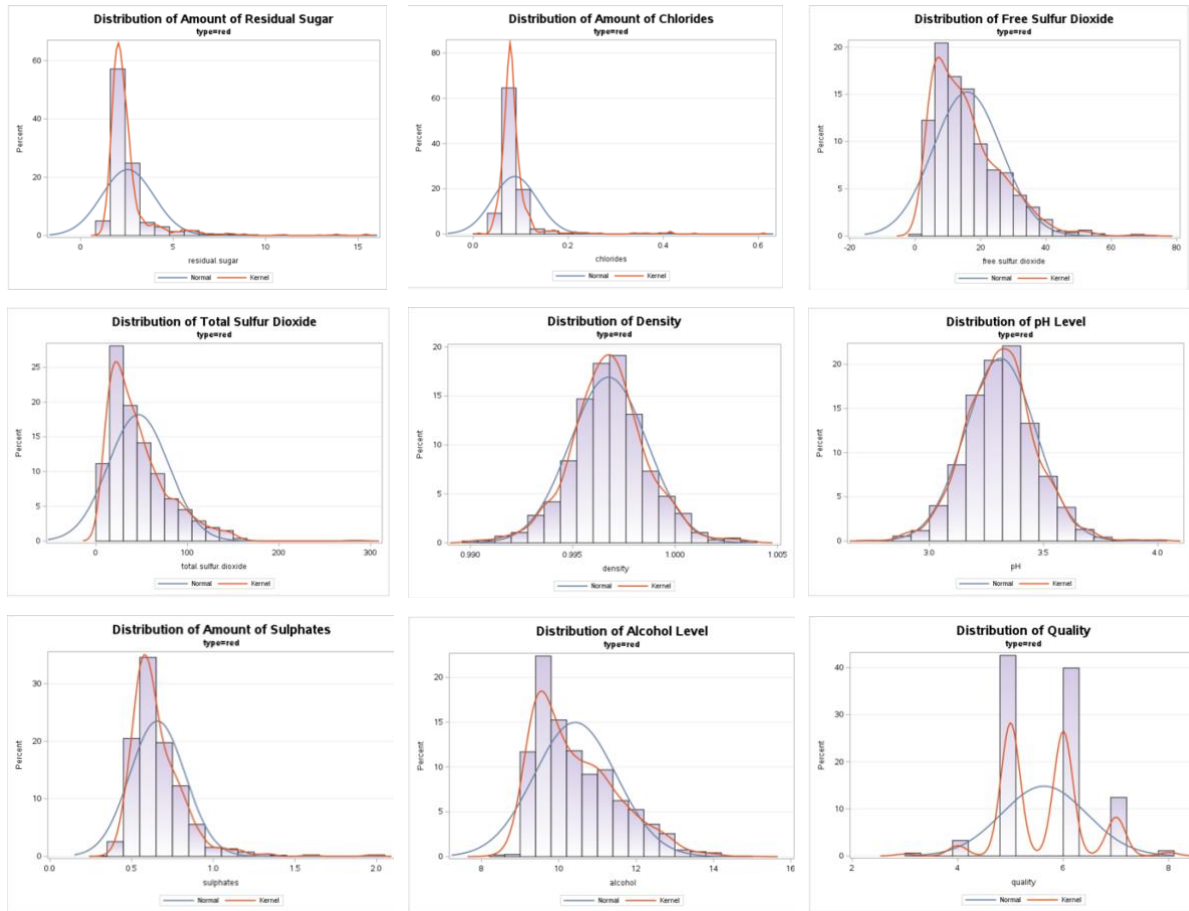 Distribution of Amount of Residual Sugar
type=red
Percent
60
40
20
0
0 5 10 15
residual.sugar
Normal Kernel
Distribution of Amount of Chlorides
type=red
Percent
80
60
40
20
0
0.0 0.2 0.4 0.6
chlorides
Normal Kernel
Distribution of Free Sulfur Dioxide
type=red
Percent
20
15
10
5
0
-20 0 20 40 60 80
free.sulfur.dioxide
Normal Kernel
Distribution of Total Sulfur Dioxide
type=red
Percent
25
20
15
10
5
0
0 100 200 300
total.sulfur.dioxide
Normal Kernel
Distribution of Density
type=red
Percent
20
15
10
5
0
0.990 0.995 1.000 1.005
density
Normal Kernel
Distribution of pH Level
type=red
Percent
20
15
10
5
0
3.0 3.5 4.0
pH
Normal Kernel
Distribution of Amount of Sulphates
type=red
Percent
30
20
10
0
0.0 0.5 1.0 1.5 2.0
sulphates
Normal Kernel
Distribution of Alcohol Level
type=red
Percent
20
15
10
5
0
8 10 12 14 16
alcohol
Normal Kernel
Distribution of Quality
type=red
Percent
40
30
20
10
0
2 4 6 8
quality
Normal Kernel